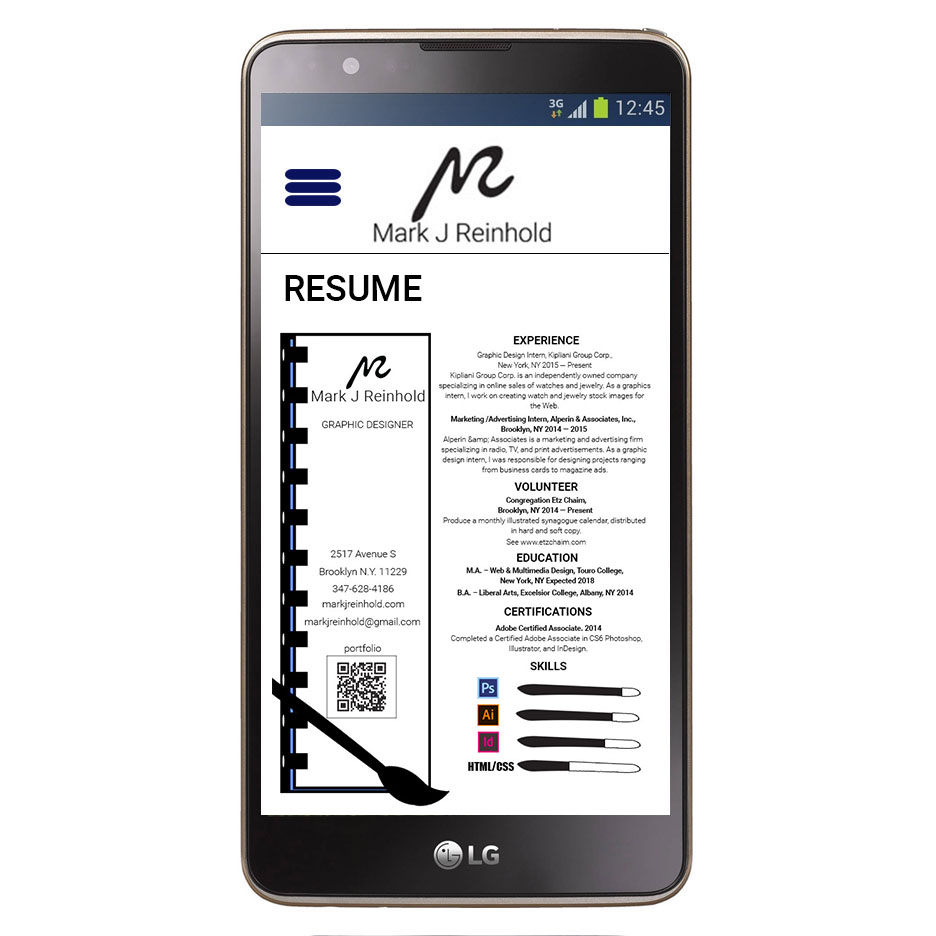 3G 12:45
Mark J Reinhold
RESUME
Mark J Reinhold
GRAPHIC DESIGNER
2517 Avenue S
Brooklyn N.Y. 11229
347-628-4186
markjreinhold.com
markjreinhold@gmail.com
portfolio
EXPERIENCE
Graphic Design Intern, Kipliani Group Corp.,
New York, NY 2015 — Present
Kipliani Group Corp. is an independently owned company
specializing in online sales of watches and jewelry. As a graphics
intern, I work on creating watch and jewelry stock images for
the Web.
Marketing /Advertising Intern, Alperin & Associates, Inc.,
Brooklyn, NY 2014 — 2015
Alperin &amp; Associates is a marketing and advertising firm
specializing in radio, TV, and print advertisements. As a graphic
design intern, I was responsible for designing projects ranging
from business cards to magazine ads.
VOLUNTEER
Congregation Etz Chaim,
Brooklyn, NY 2014 — Present
Produce a monthly illustrated synagogue calendar, distributed
in hard and soft copy.
See www.etzchaim.com
EDUCATION
M.A. – Web & Multimedia Design, Touro College,
New York, NY Expected 2018
B.A. – Liberal Arts, Excelsior College, Albany, NY 2014
CERTIFICATIONS
Adobe Certified Associate. 2014
Completed a Certified Adobe Associate in CS6 Photoshop,
Illustrator, and InDesign.
SKILLS
Ps
Ai
Id
HTML/CSS
LG